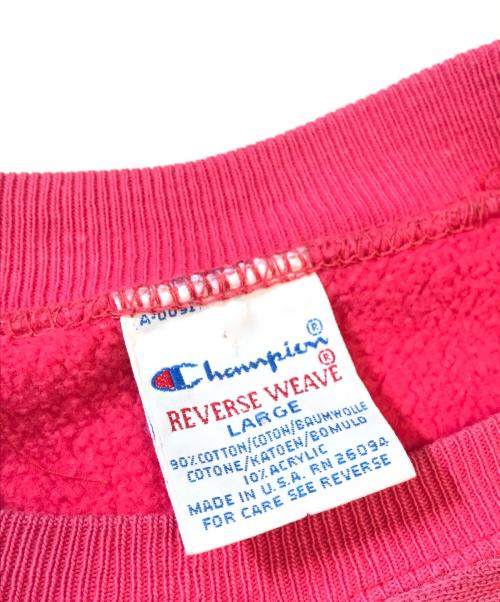 A-0091
Champion®
REVERSE WEAVE®
LARGE
90% COTTON/COTON/BAUMWOLLE
COTONE/KATOEN/BOMULD
10% ACRYLIC
MADE IN U.S.A. RN 26094
FOR CARE SEE REVERSE